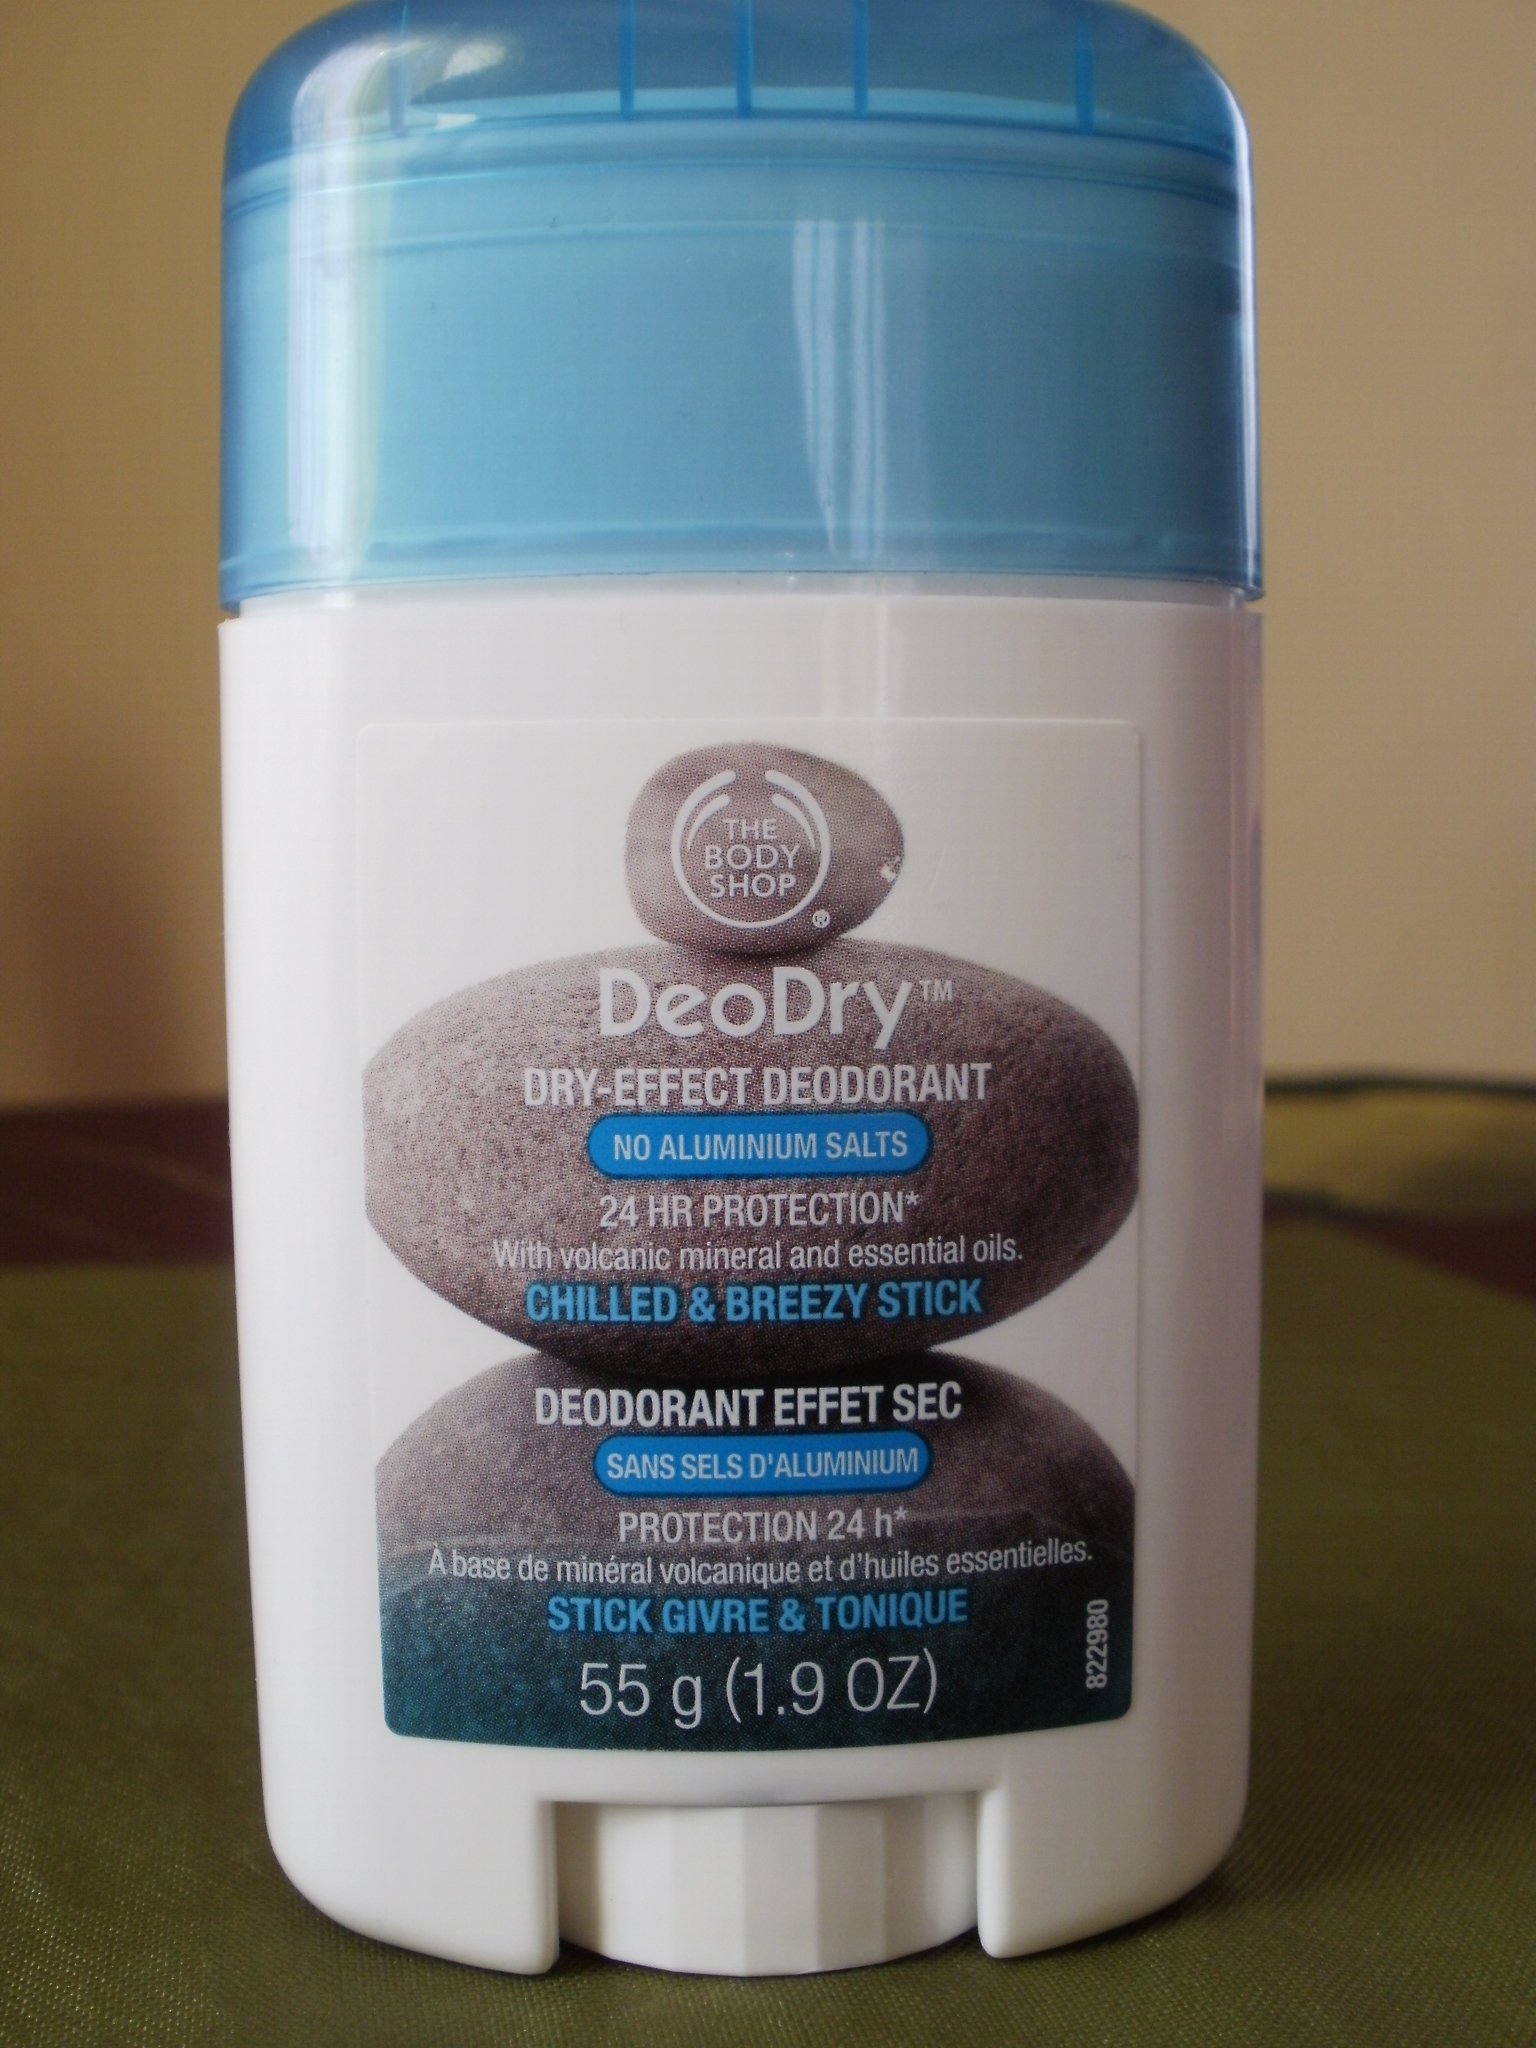 THE
BODY
SHOP
®
DeoDry™
DRY-EFFECT DEODORANT
NO ALUMINIUM SALTS
24 HR PROTECTION*
With volcanic mineral and essential oils.
CHILLED & BREEZY STICK
DEODORANT EFFET SEC
SANS SELS D'ALUMINIUM
PROTECTION 24 h*
À base de minéral volcanique et d'huiles essentielles.
STICK GIVRE & TONIQUE
822980
55 g (1.9 OZ)